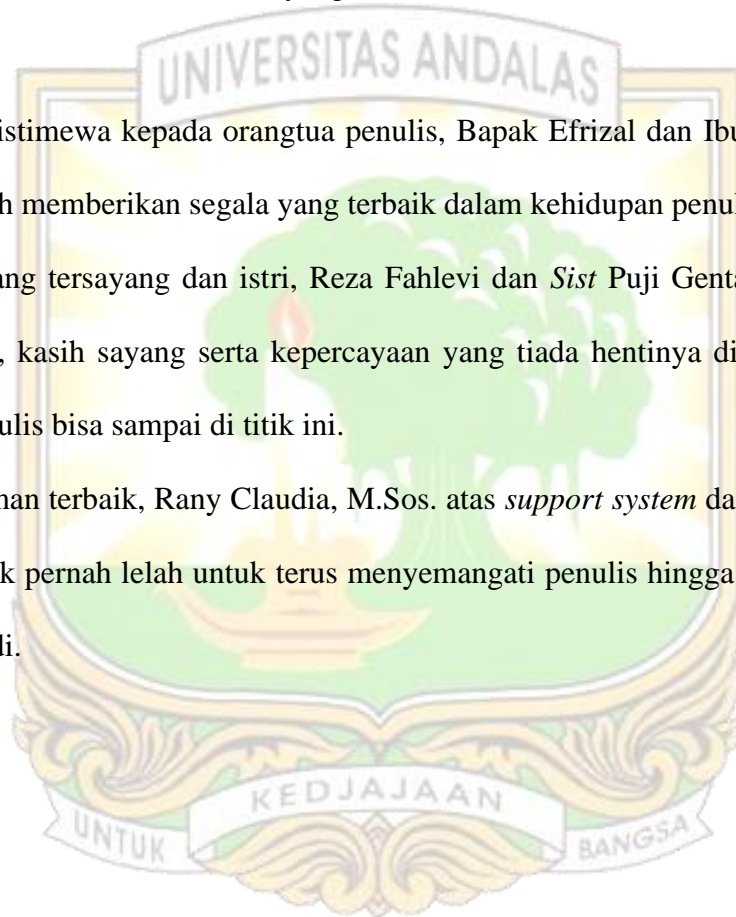 UNIVERSITAS ANDALAS
istimewa kepada orangtua penulis, Bapak Efrizal dan Ibu
h memberikan segala yang terbaik dalam kehidupan penul
ang tersayang dan istri, Reza Fahlevi dan Sist Puji Genta
, kasih sayang serta kepercayaan yang tiada hentinya di
ulis bisa sampai di titik ini.
nan terbaik, Rany Claudia, M.Sos. atas support system da
k pernah lelah untuk terus menyemangati penulis hingga
di.
UNTUK KEDJAJAAN BANGSA